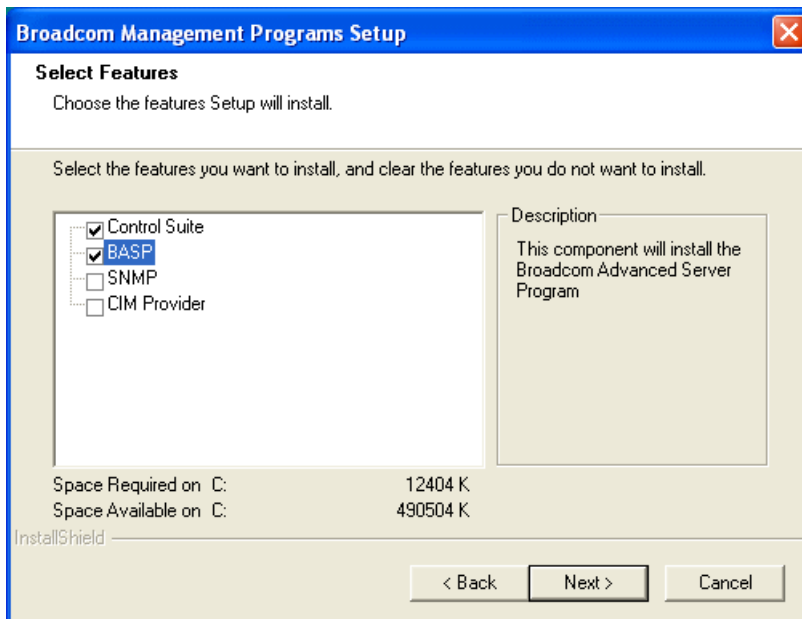 Broadcom Management Programs Setup
Select Features
Choose the features Setup will install.
Select the features you want to install, and clear the features you do not want to install.
Control Suite
BASP
SNMP
CIM Provider
Description
This component will install the
Broadcom Advanced Server
Program
Space Required on C: 12404 K
Space Available on C: 490504 K
InstallShield
< Back Next > Cancel